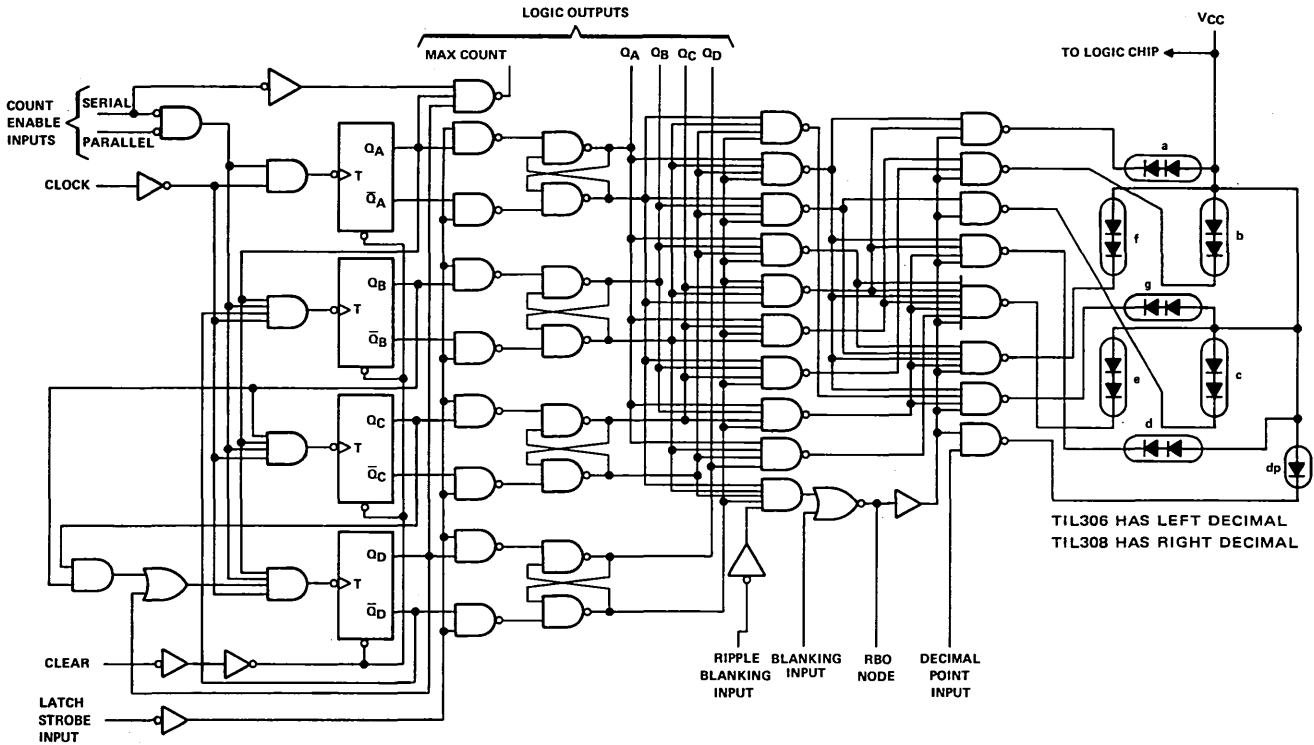 LOGIC OUTPUTS
MAX COUNT
QA QB QC QD
VCC
TO LOGIC CHIP
COUNT
ENABLE
INPUTS
SERIAL
PARALLEL
CLOCK
QA
T
Q̅A
QB
T
Q̅B
QC
T
Q̅C
QD
T
Q̅D
a
f
b
g
e
c
d
dp
TIL306 HAS LEFT DECIMAL
TIL308 HAS RIGHT DECIMAL
CLEAR
LATCH
STROBE
INPUT
RIPPLE
BLANKING
INPUT
BLANKING
INPUT
RBO
NODE
DECIMAL
POINT
INPUT